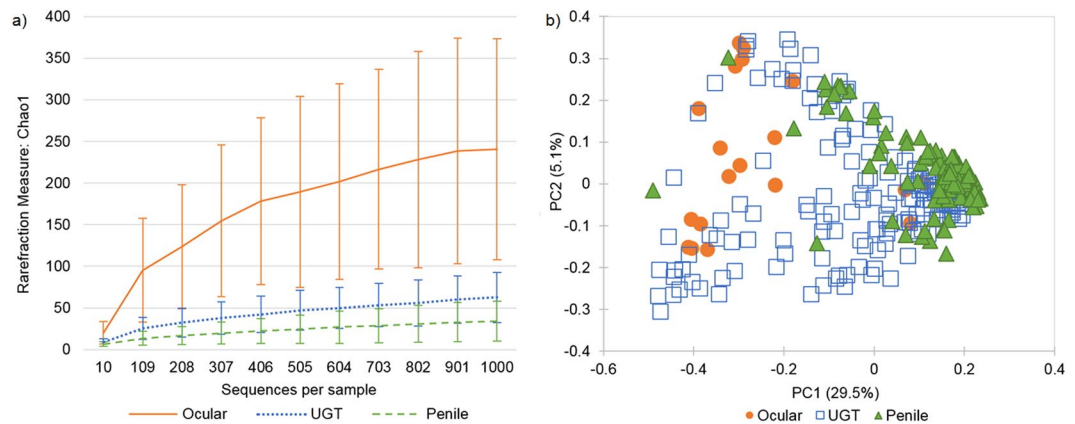 a)
400
350
300
250
200
150
100
50
0
Rarefraction Measure: Chao1
10 109 208 307 406 505 604 703 802 901 1000
Sequences per sample
Ocular UGT Penile
b)
0.4
0.3
0.2
0.1
0
-0.1
-0.2
-0.3
-0.4
PC2 (5.1%)
-0.6 -0.4 -0.2 0 0.2 0.4
PC1 (29.5%)
Ocular UGT Penile